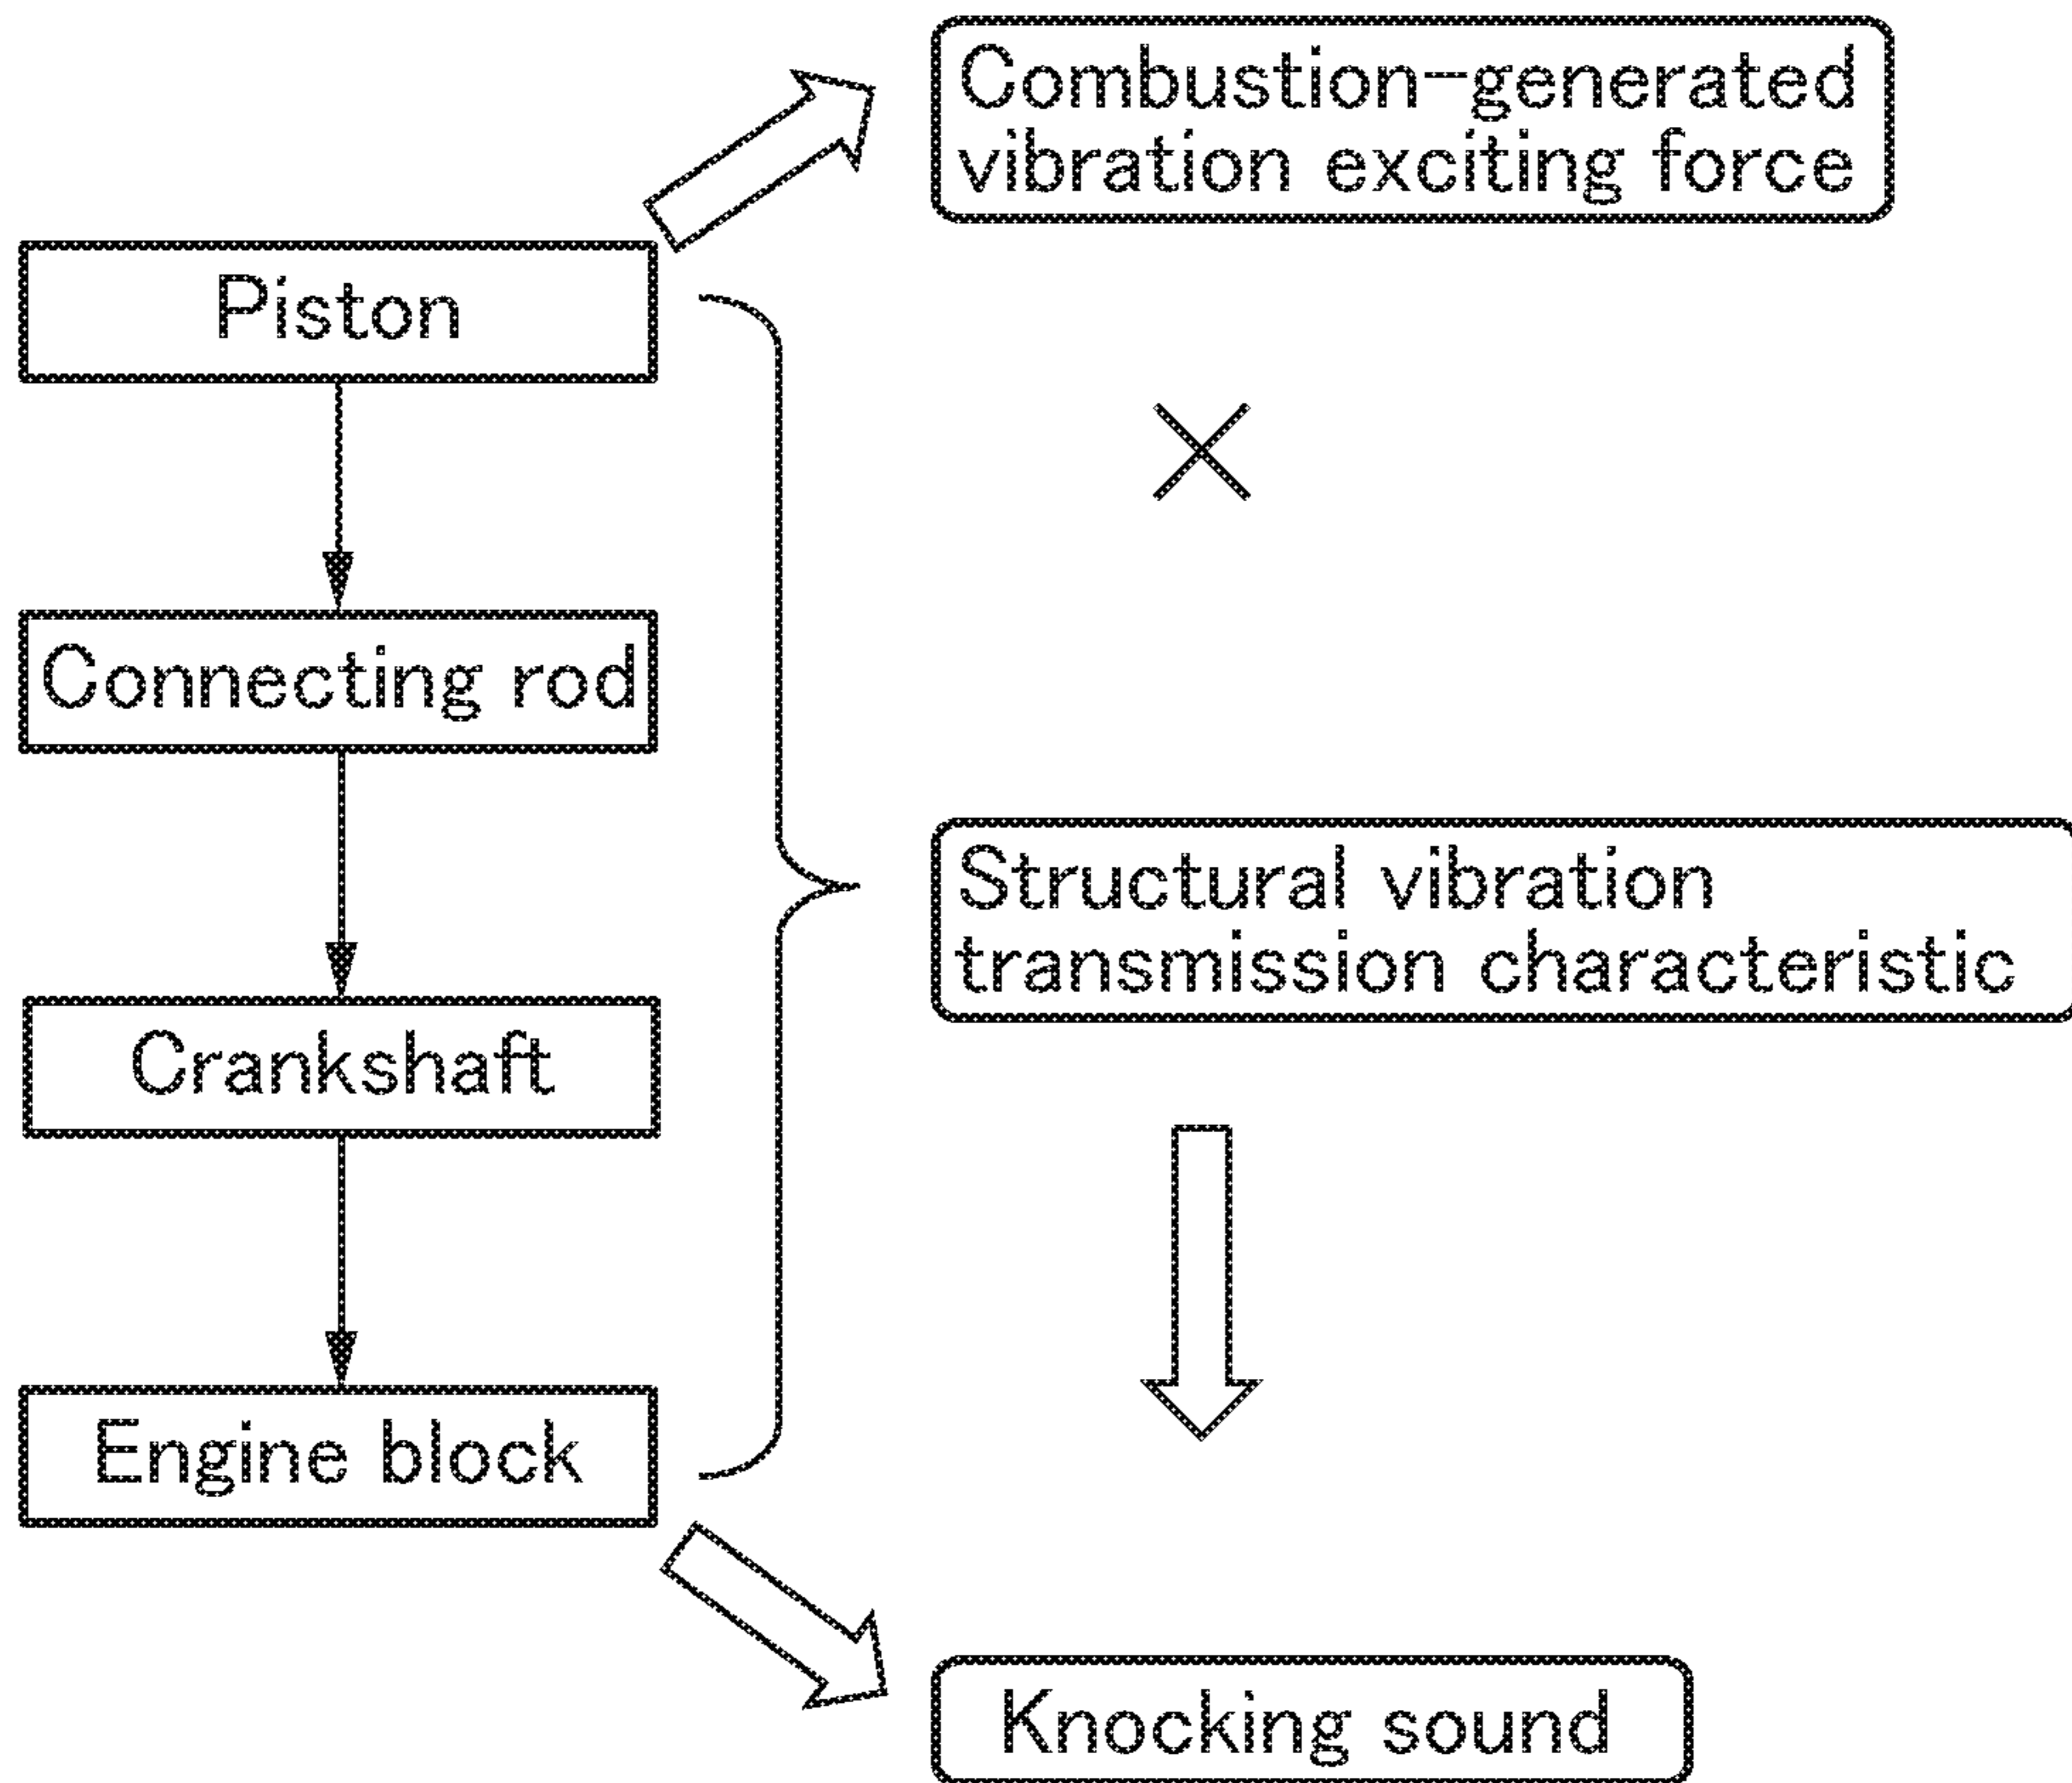 Combustion-generated
vibration exciting force
Piston
×
Connecting rod
Structural vibration
transmission characteristic
Crankshaft
Engine block
Knocking sound